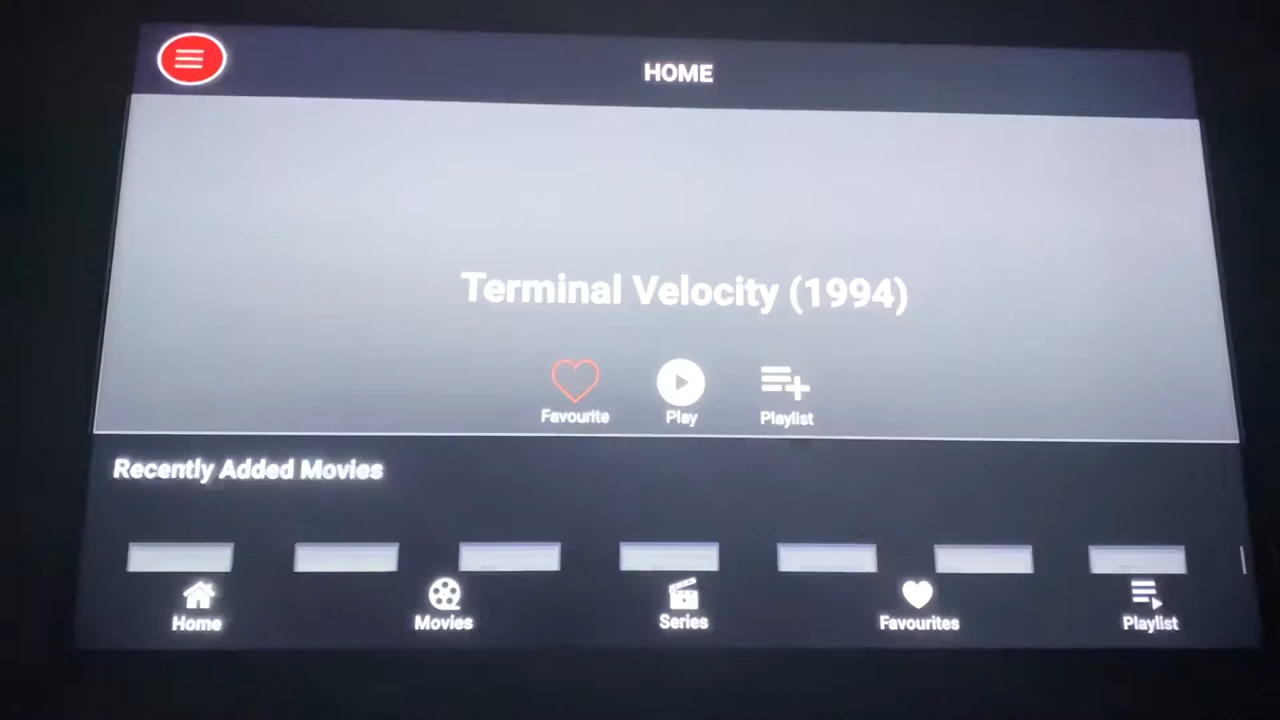 HOME
Terminal Velocity (1994)
Favourite
Play
Playlist
Recently Added Movies
Home
Movies
Series
Favourites
Playlist